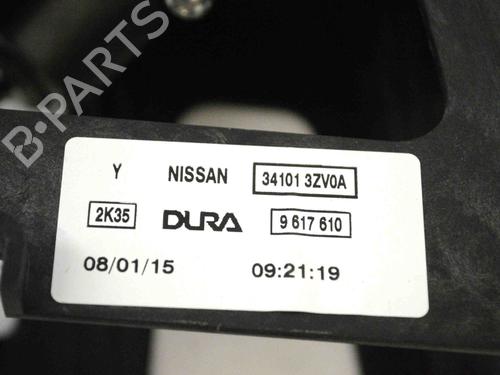 B-PARTS
Y NISSAN 34101 3ZV0A
2K35 DURA 9 617 610
08/01/15 09:21:19